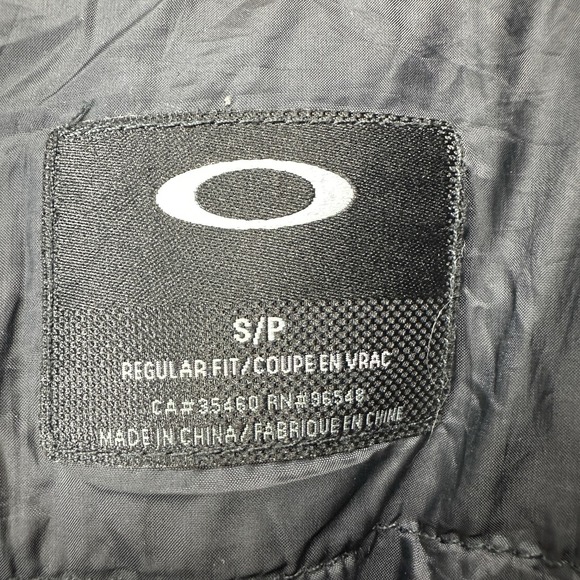 S/P
REGULAR FIT/COUPE EN VRAC
CA#35460 RN#96548
MADE IN CHINA/FABRIQUE EN CHINE